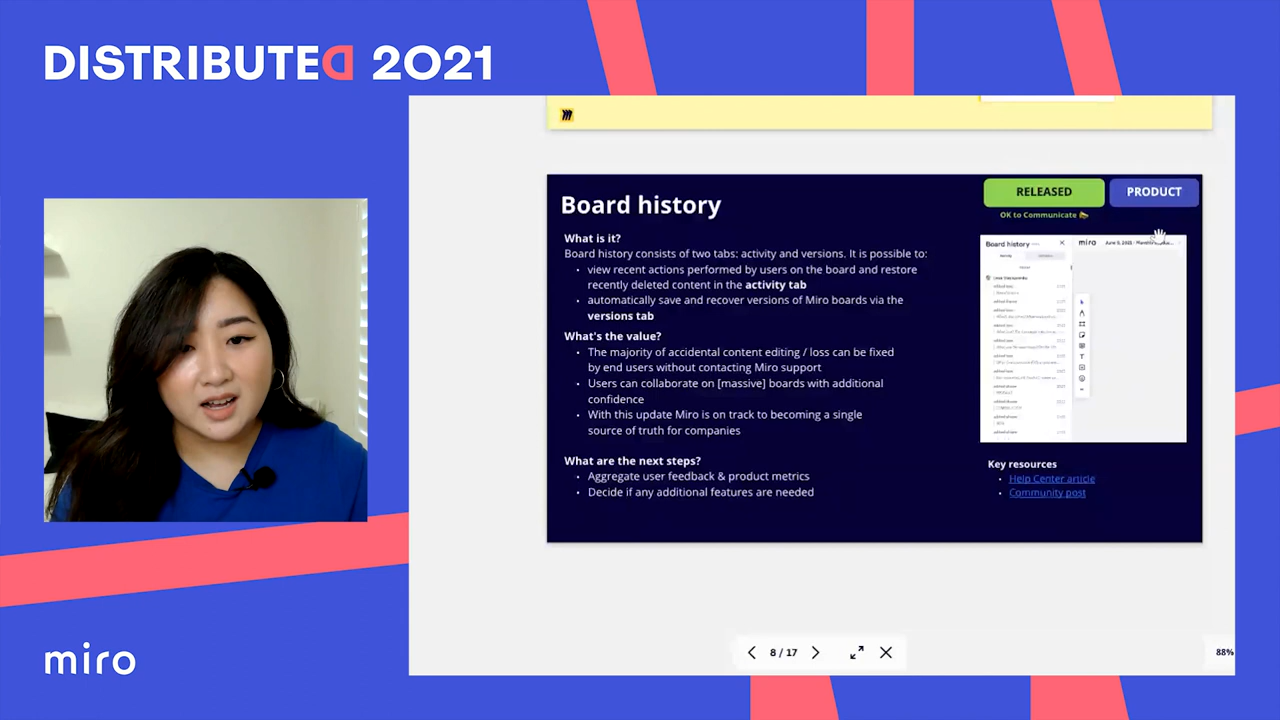 DISTRIBUTED 2021
Board history
RELEASED
PRODUCT
OK to Communicate
What is it?
Board history consists of two tabs: activity and versions. It is possible to:
• view recent actions performed by users on the board and restore
recently deleted content in the activity tab
• automatically save and recover versions of Miro boards via the
versions tab
What's the value?
• The majority of accidental content editing / loss can be fixed
by end users without contacting Miro support
• Users can collaborate on [massive] boards with additional
confidence
• With this update Miro is on track to becoming a single
source of truth for companies
What are the next steps?
• Aggregate user feedback & product metrics
• Decide if any additional features are needed
Board history
miro
Key resources
• Help Center article
• Community post
8 / 17
88%
miro